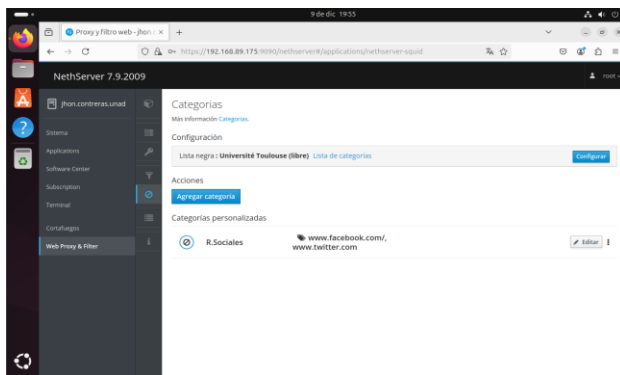 9 de dic 19:55
Proxy y filtro web - jhon.c
https://192.168.89.175:9090/nethserver#/applications/nethserver-squid
NethServer 7.9.2009
root
jhon.contreras.unad
Sistema
Applications
Software Center
Subscription
Terminal
Cortafuegos
Web Proxy & Filter
Categorias
Más información Categorias.
Configuración
Lista negra : Université Toulouse (libre) Lista de categorias
Configurar
Acciones
Agregar categoría
Categorias personalizadas
R.Sociales
www.facebook.com/,
www.twitter.com
Editar